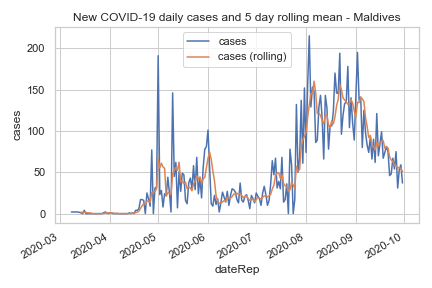 New COVID-19 daily cases and 5 day rolling mean - Maldives
cases
cases (rolling)
200
150
100
50
0
cases
2020-03
2020-04
2020-05
2020-06
2020-07
2020-08
2020-09
2020-10
dateRep